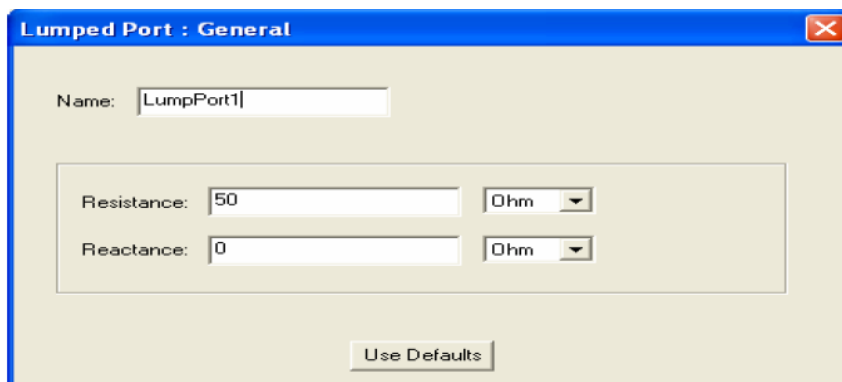 Lumped Port : General
Name: LumpPort1
Resistance: 50 Ohm
Reactance: 0 Ohm
Use Defaults